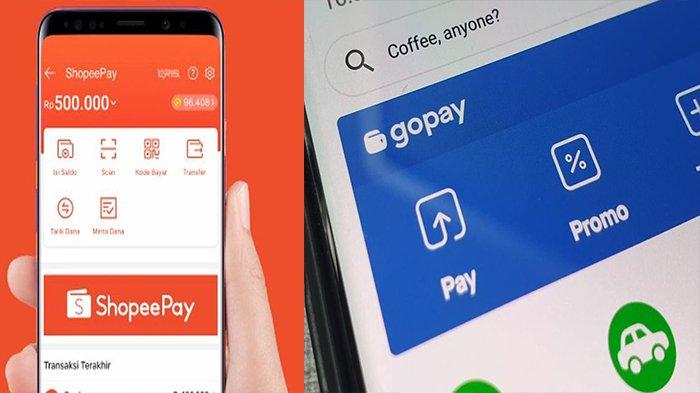 ShopeePay
Rp500.000
96.408
Isi Saldo
Scan
Kode Bayar
Transfer
Tarik Dana
Minta Dana
ShopeePay
Transaksi Terakhir
Coffee, anyone?
gopay
Pay
Promo